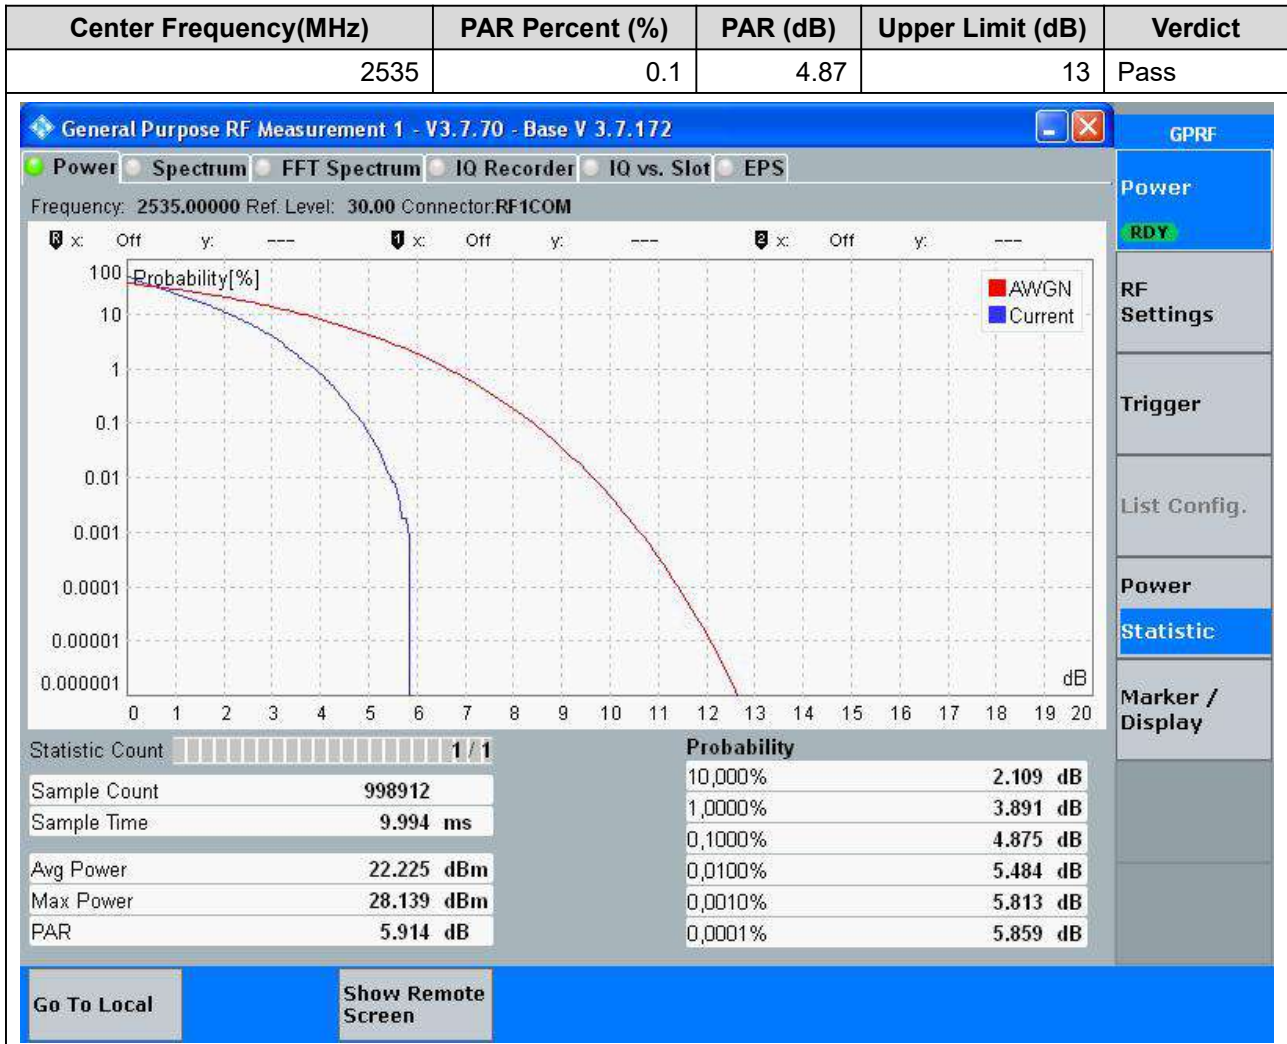 Center Frequency(MHz) PAR Percent (%) PAR (dB) Upper Limit (dB) Verdict
2535 0.1 4.87 13 Pass
General Purpose RF Measurement 1 - V3.7.70 - Base V 3.7.172
GPRF
Power Spectrum FFT Spectrum IQ Recorder IQ vs. Slot EPS
Frequency: 2535.00000 Ref. Level: 30.00 Connector:RF1COM
R x: Off y: --- 1 x: Off y: --- 2 x: Off y: ---
Probability[%]
AWGN
Current
100
10
1
0.1
0.01
0.001
0.0001
0.00001
0.000001
dB
0 1 2 3 4 5 6 7 8 9 10 11 12 13 14 15 16 17 18 19 20
Statistic Count 1 / 1
Sample Count 998912
Sample Time 9.994 ms
Avg Power 22.225 dBm
Max Power 28.139 dBm
PAR 5.914 dB
Probability
10,000% 2.109 dB
1,0000% 3.891 dB
0,1000% 4.875 dB
0,0100% 5.484 dB
0,0010% 5.813 dB
0,0001% 5.859 dB
Power
RDY
RF
Settings
Trigger
List Config.
Power
Statistic
Marker /
Display
Go To Local
Show Remote
Screen